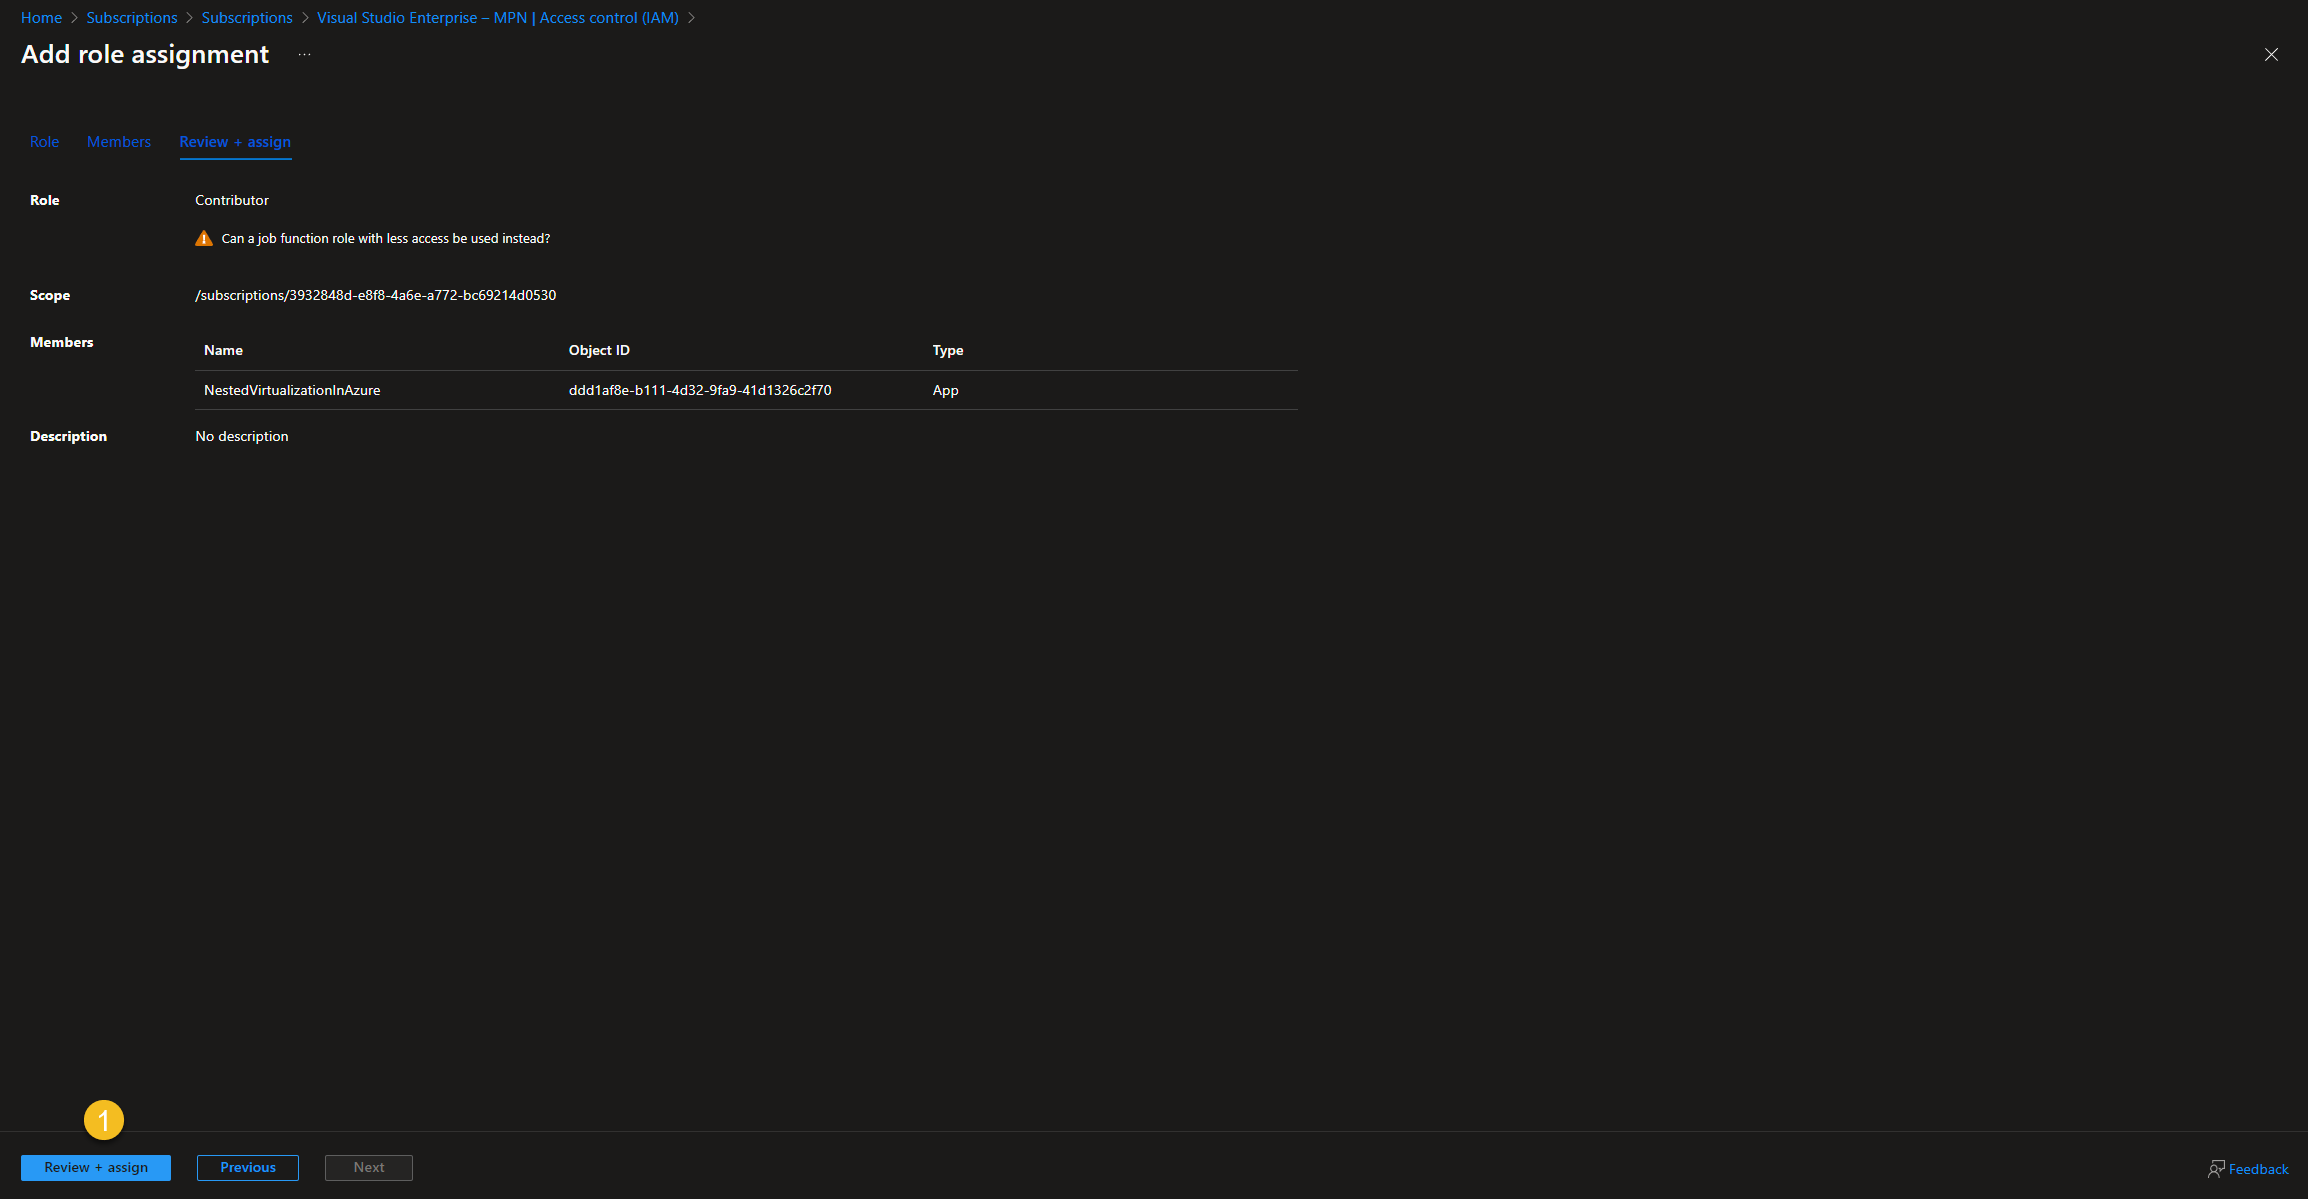 Home > Subscriptions > Subscriptions > Visual Studio Enterprise – MPN | Access control (IAM) >
Add role assignment ...
Role Members Review + assign
Role Contributor
Can a job function role with less access be used instead?
Scope /subscriptions/3932848d-e8f8-4a6e-a772-bc69214d0530
Members
Name Object ID Type
NestedVirtualizationInAzure ddd1af8e-b111-4d32-9fa9-41d1326c2f70 App
Description No description
1
Review + assign Previous Next Feedback